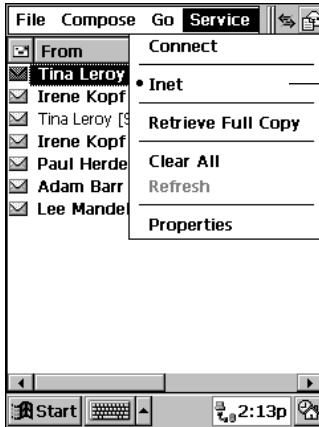 File Compose Go Service
From
Connect
Tina Leroy
Inet
Irene Kopf
Tina Leroy [S
Retrieve Full Copy
Irene Kopf
Paul Herde
Clear All
Adam Barr
Refresh
Lee Mandel
Properties
Start
2:13p